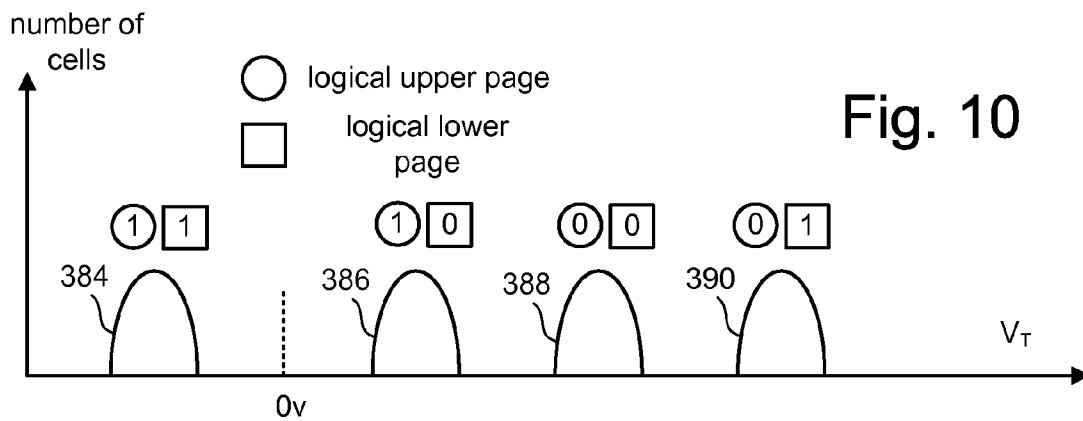 number of
cells
logical upper page
logical lower
page
Fig. 10
1 1
1 0
0 0
0 1
384
386
388
390
V_T
0v